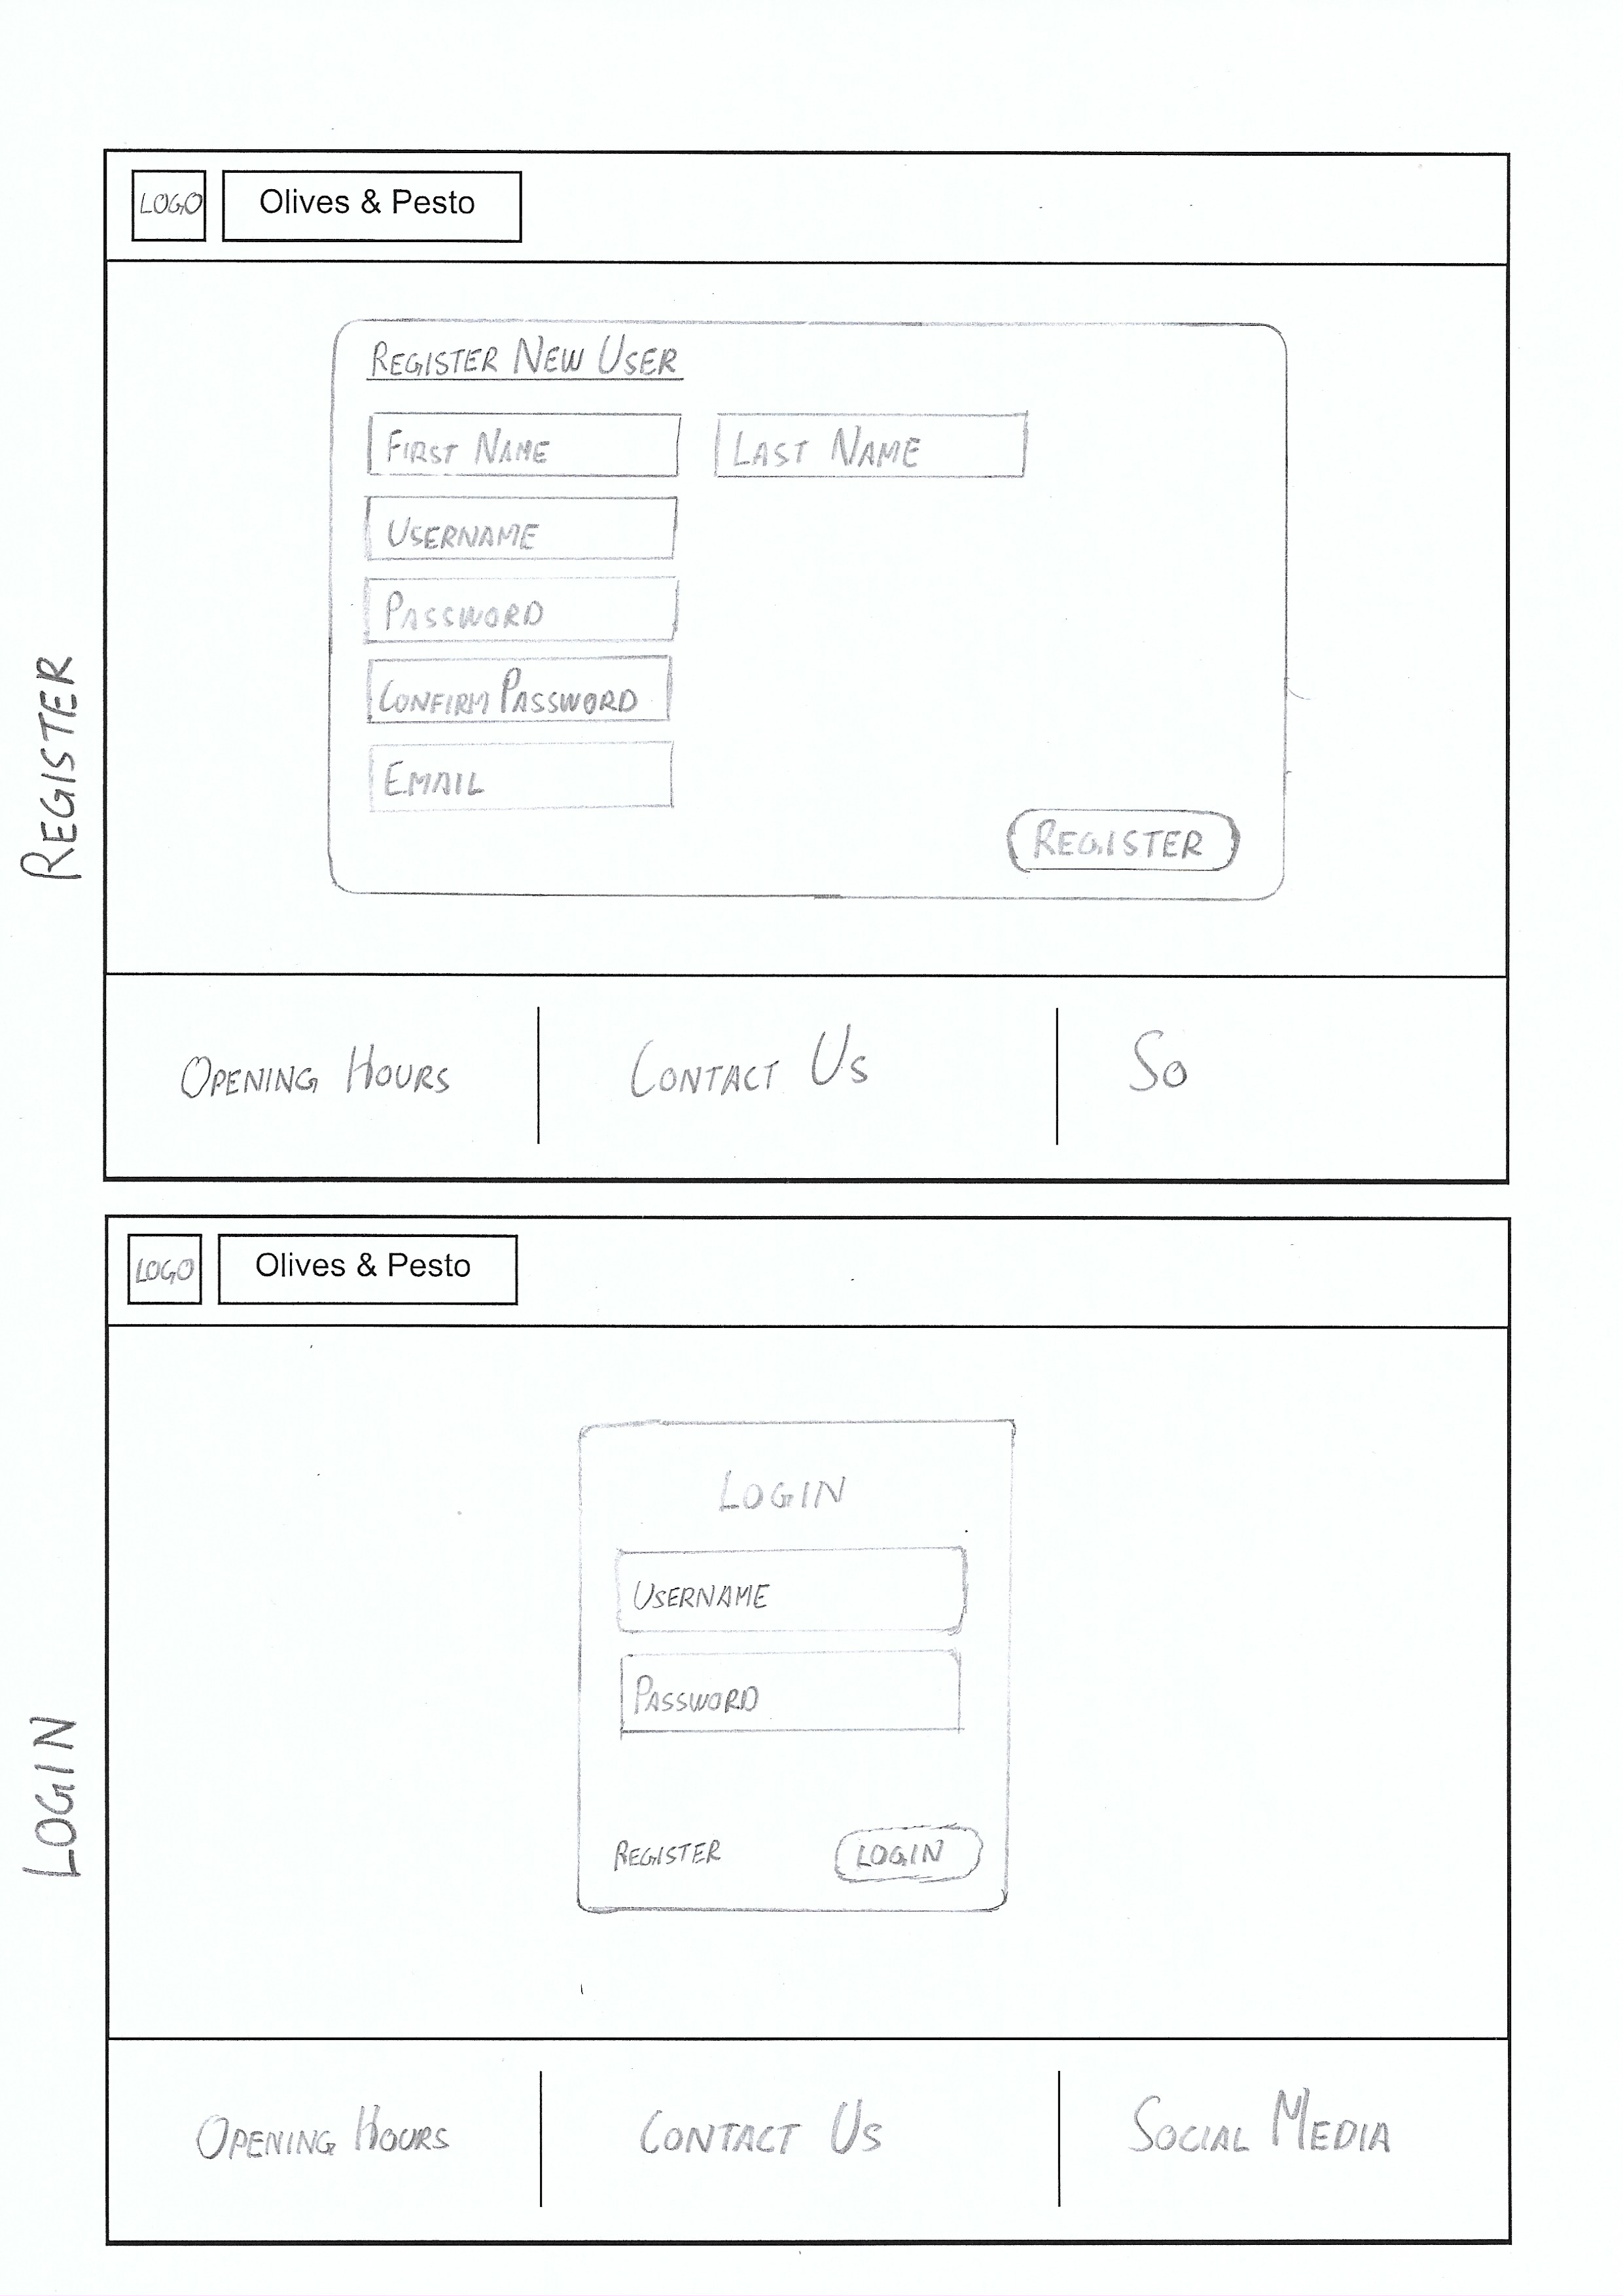 LOGO Olives & Pesto
REGISTER NEW USER
FIRST NAME LAST NAME
USERNAME
PASSWORD
CONFIRM PASSWORD
EMAIL
REGISTER
REGISTER
OPENING HOURS CONTACT US SO
LOGO Olives & Pesto
LOGIN
USERNAME
PASSWORD
REGISTER LOGIN
LOGIN
OPENING HOURS CONTACT US SOCIAL MEDIA